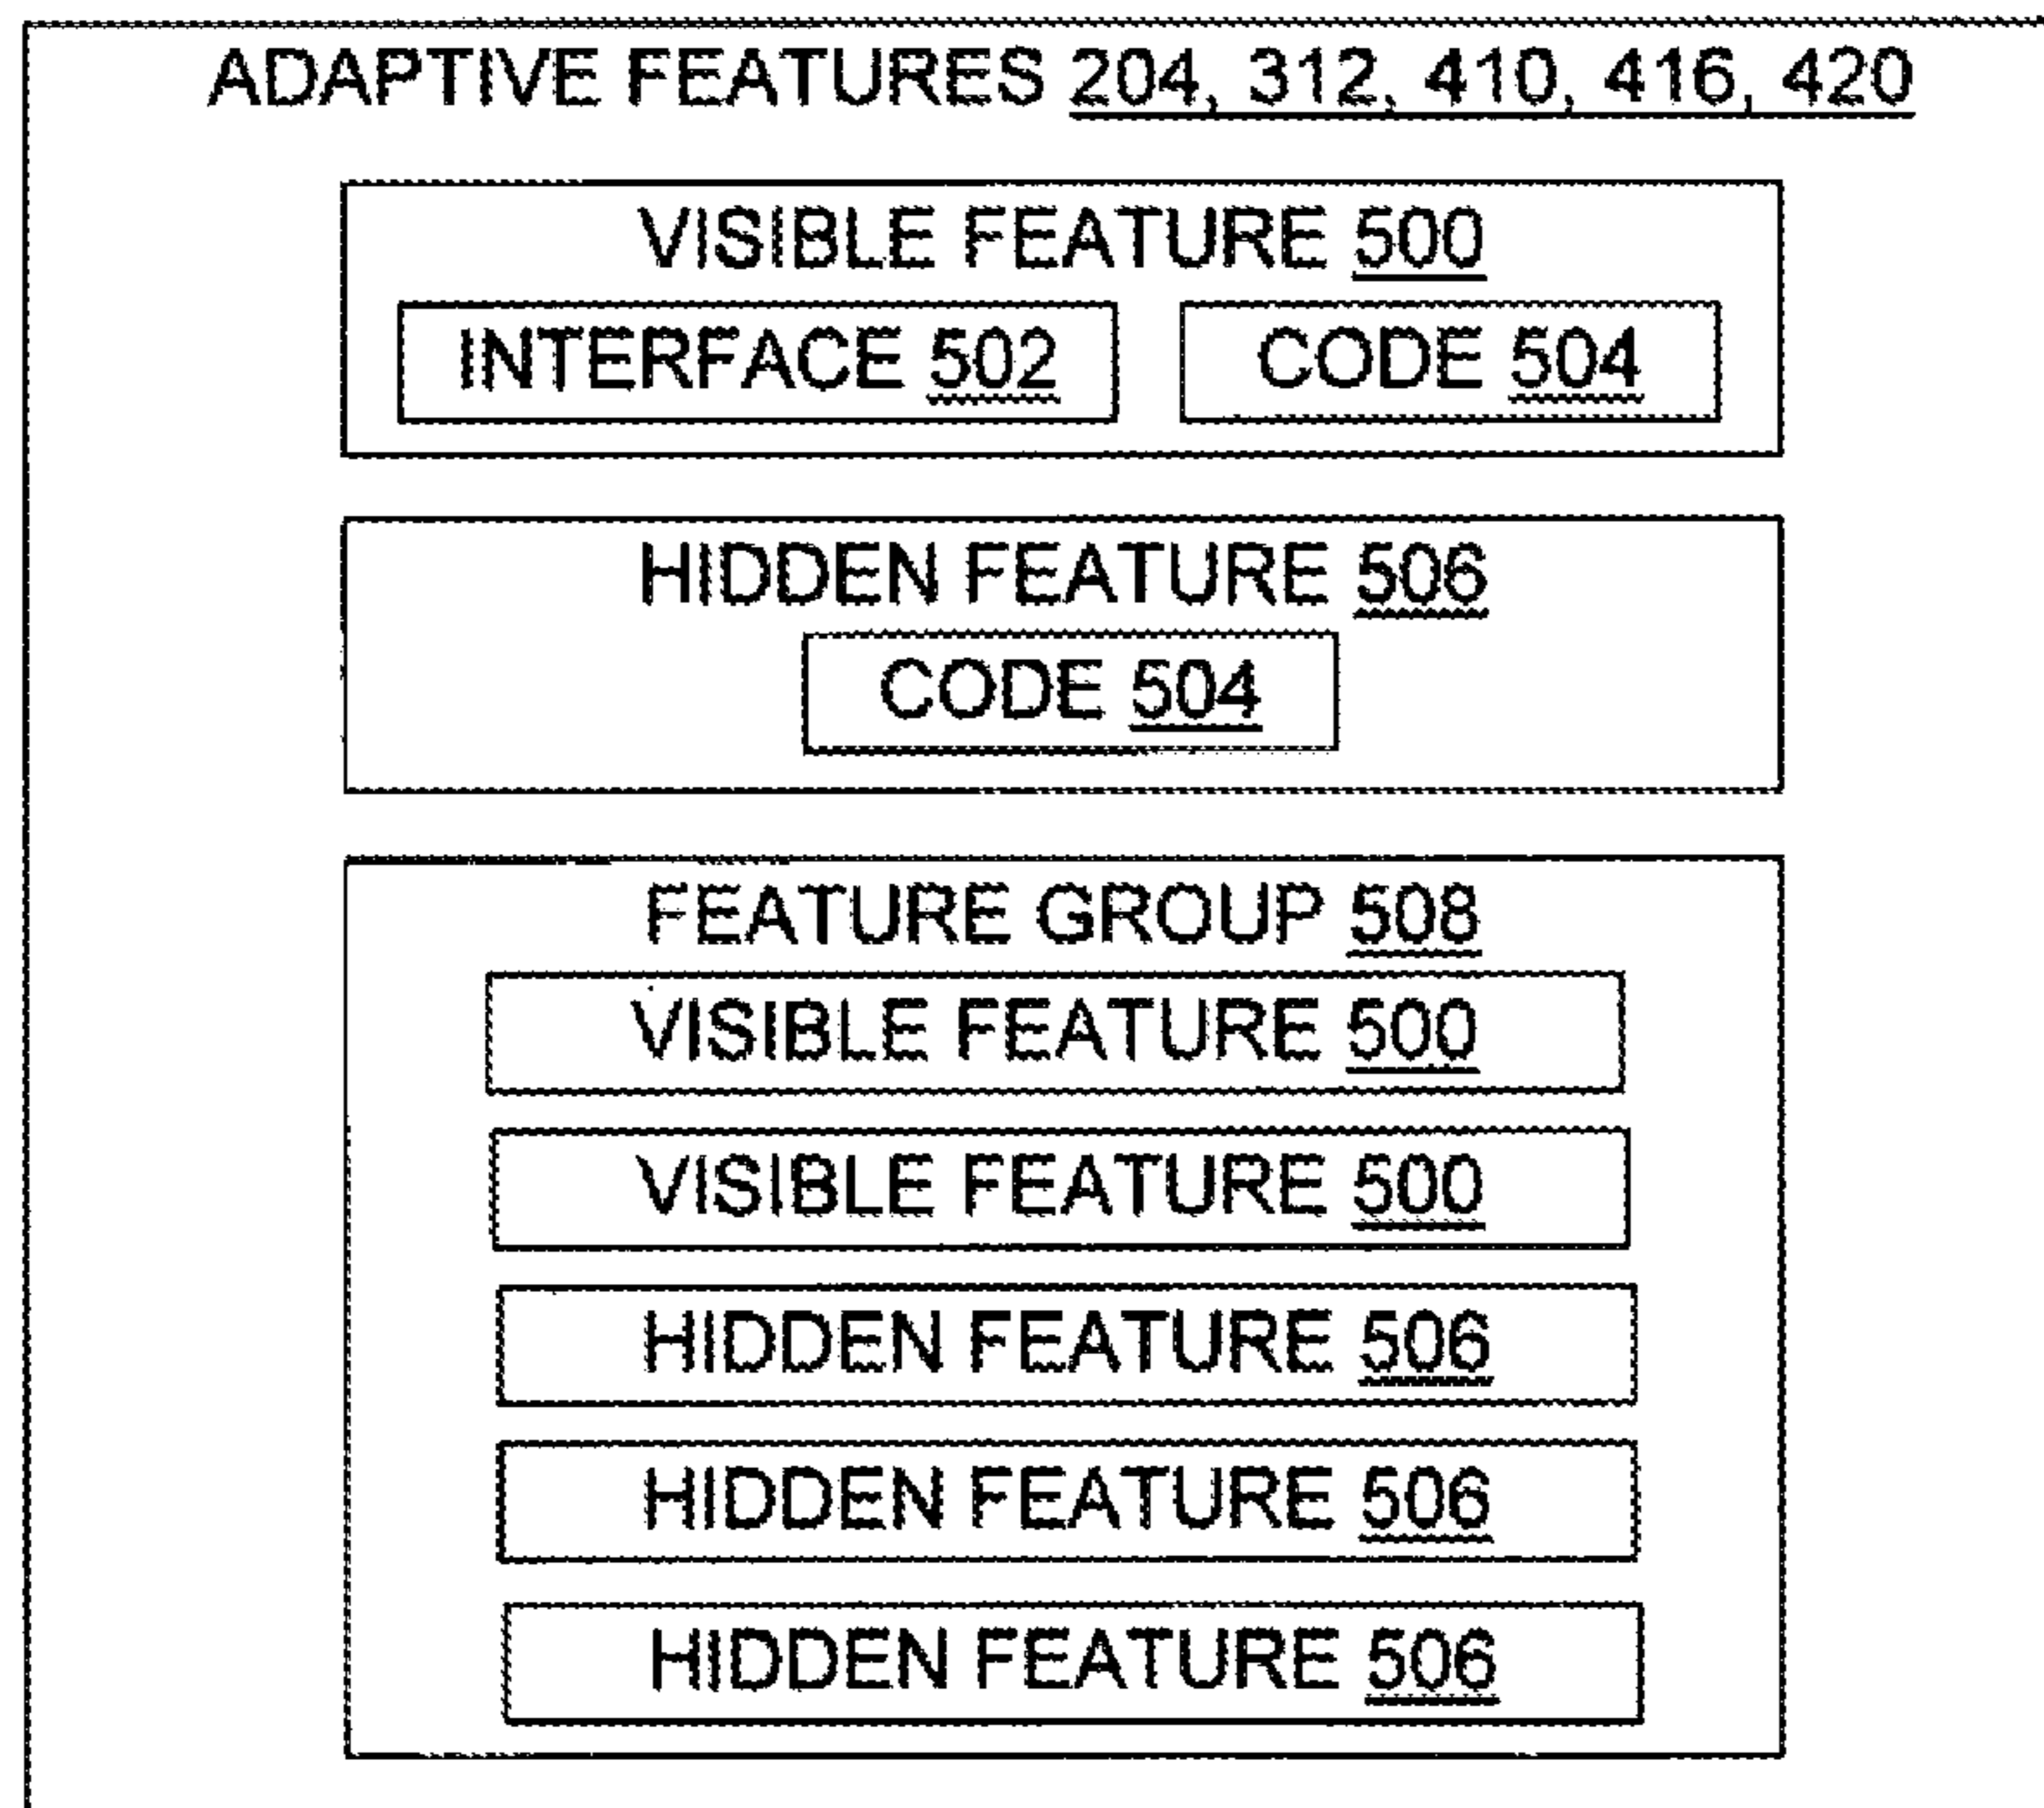 ADAPTIVE FEATURES 204, 312, 410, 416, 420
VISIBLE FEATURE 500
INTERFACE 502
CODE 504
HIDDEN FEATURE 506
CODE 504
FEATURE GROUP 508
VISIBLE FEATURE 500
VISIBLE FEATURE 500
HIDDEN FEATURE 506
HIDDEN FEATURE 506
HIDDEN FEATURE 506